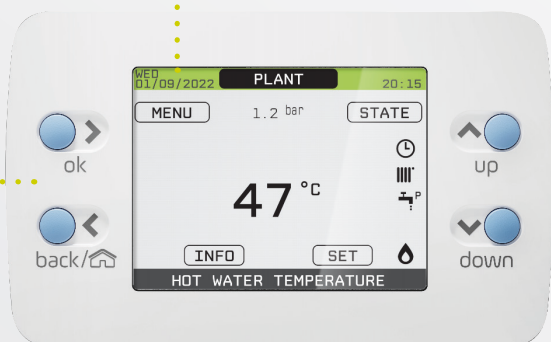 WED
01/09/2022 PLANT 20:15
MENU 1.2 bar STATE
ok
up
P
47 °C
back/
down
INFO SET
HOT WATER TEMPERATURE